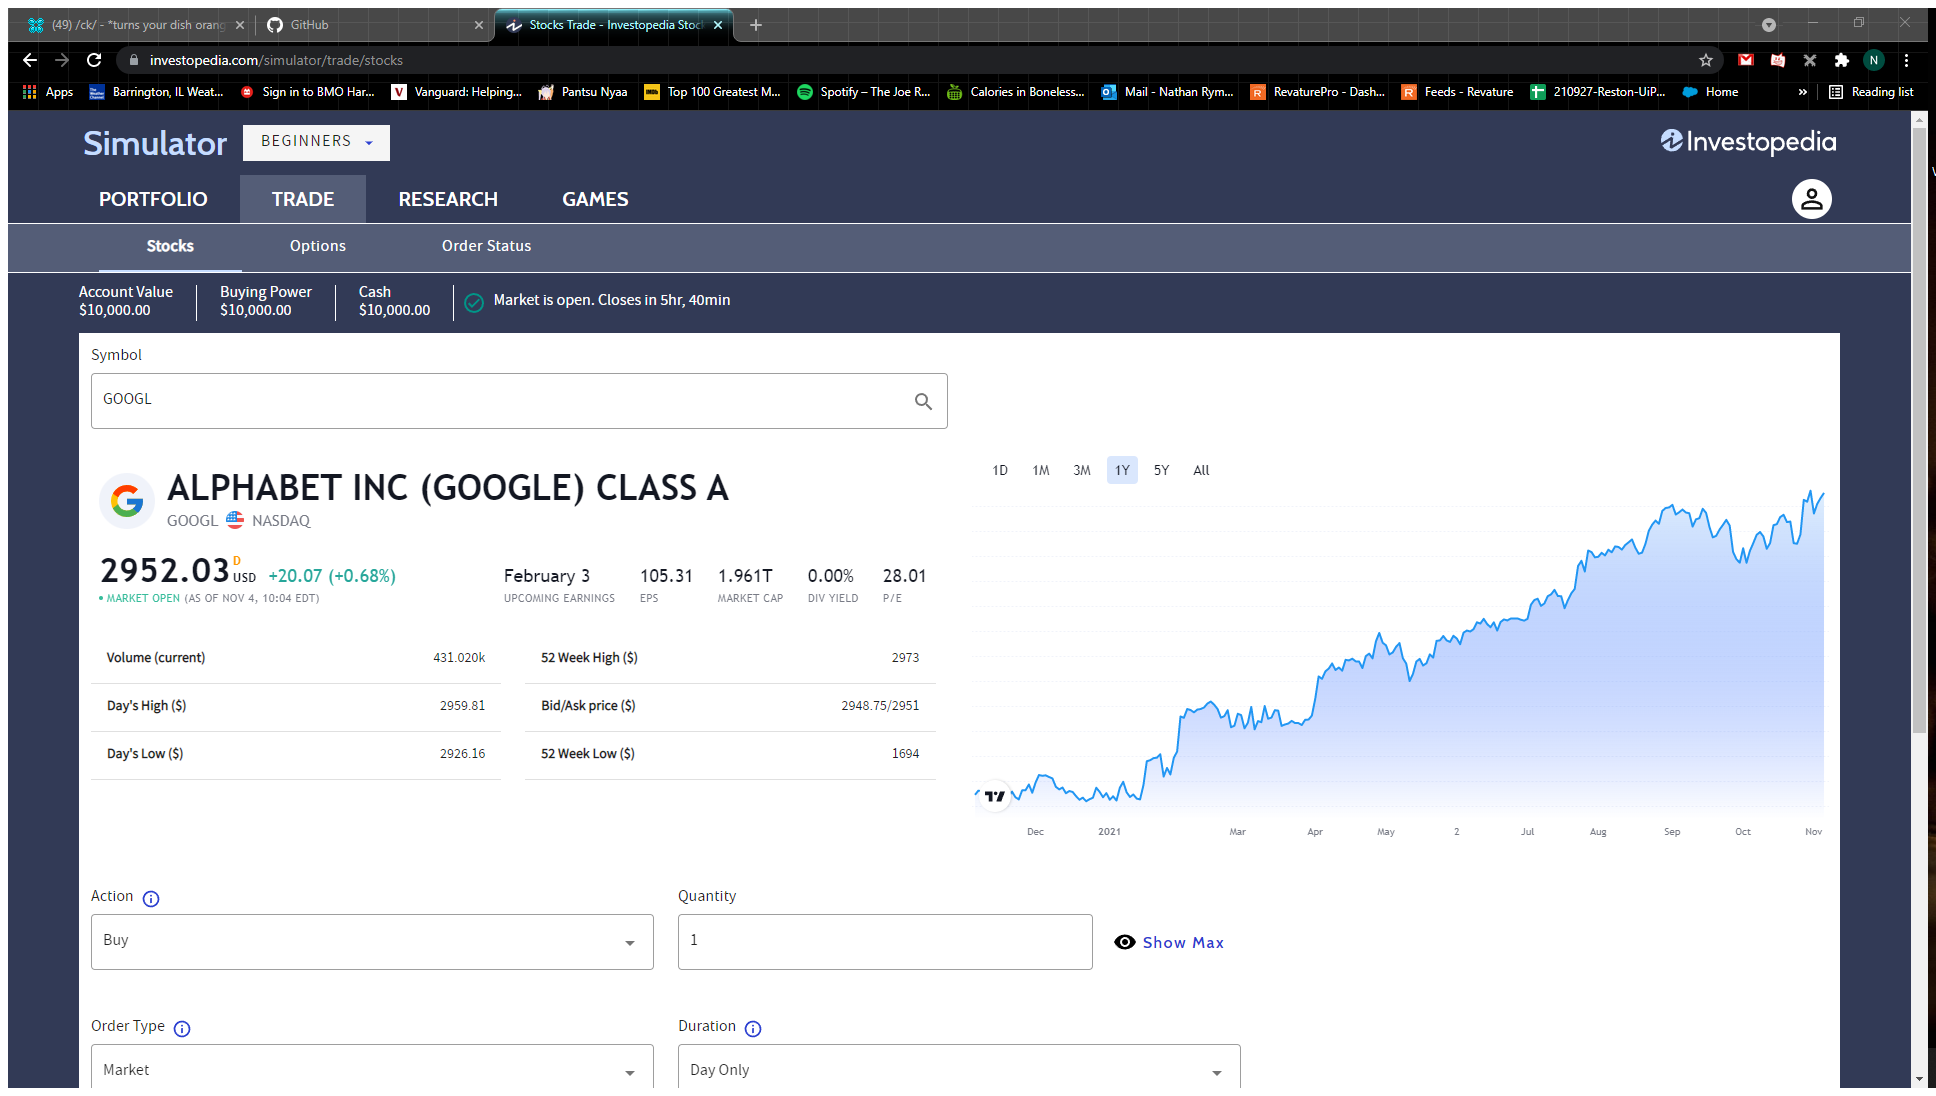 (49) /ck/ - *turns your dish orang
GitHub
Stocks Trade - Investopedia Stoc
investopedia.com/simulator/trade/stocks
N
Apps
The Weather Channel
Barrington, IL Weat...
Sign in to BMO Har...
V
Vanguard: Helping...
Pantsu Nyaa
IMDb
Top 100 Greatest M...
Spotify – The Joe R...
Calories in Boneless...
Mail - Nathan Rym...
R
RevaturePro - Dash...
R
Feeds - Revature
210927-Reston-UiP...
Home
»
Reading list
Simulator
BEGINNERS
Investopedia
PORTFOLIO
TRADE
RESEARCH
GAMES
Stocks
Options
Order Status
Account Value
$10,000.00
Buying Power
$10,000.00
Cash
$10,000.00
Market is open. Closes in 5hr, 40min
Symbol
GOOGL
ALPHABET INC (GOOGLE) CLASS A
GOOGL NASDAQ
2952.03 D USD +20.07 (+0.68%)
• MARKET OPEN (AS OF NOV 4, 10:04 EDT)
February 3
UPCOMING EARNINGS
105.31
EPS
1.961T
MARKET CAP
0.00%
DIV YIELD
28.01
P/E
Volume (current) 431.020k
Day's High ($) 2959.81
Day's Low ($) 2926.16
52 Week High ($) 2973
Bid/Ask price ($) 2948.75/2951
52 Week Low ($) 1694
1D 1M 3M 1Y 5Y All
Dec 2021 Mar Apr May 2 Jul Aug Sep Oct Nov
Action
Buy
Quantity
1
Show Max
Order Type
Market
Duration
Day Only